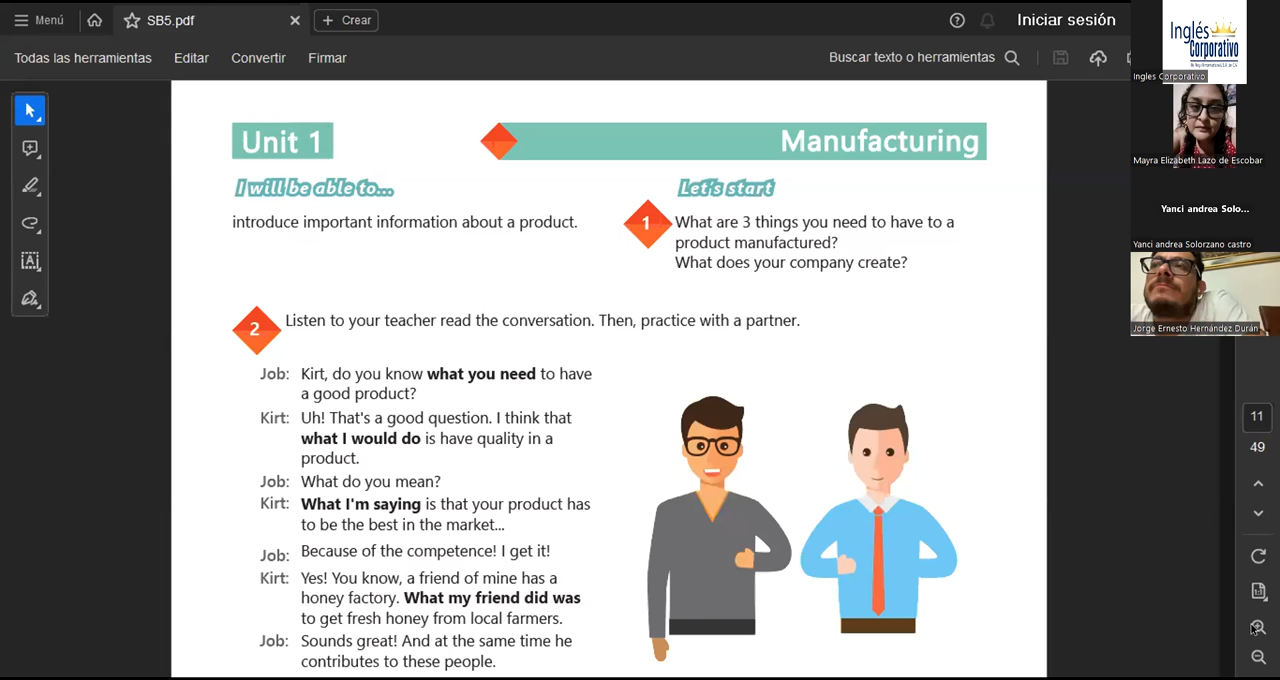 Menú
SB5.pdf
Crear
Iniciar sesión
Todas las herramientas
Editar
Convertir
Firmar
Buscar texto o herramientas
Unit 1
Manufacturing
I will be able to...
introduce important information about a product.
Let's start
1
What are 3 things you need to have to a
product manufactured?
What does your company create?
2
Listen to your teacher read the conversation. Then, practice with a partner.
Job: Kirt, do you know what you need to have
a good product?
Kirt: Uh! That's a good question. I think that
what I would do is have quality in a
product.
Job: What do you mean?
Kirt: What I'm saying is that your product has
to be the best in the market...
Job: Because of the competence! I get it!
Kirt: Yes! You know, a friend of mine has a
honey factory. What my friend did was
to get fresh honey from local farmers.
Job: Sounds great! And at the same time he
contributes to these people.
Inglés
Corporativo
Ingles Corporativo
Mayra Elizabeth Lazo de Escobar
Yanci andrea Solo...
Yanci andrea Solorzano castro
Jorge Ernesto Hernández Durán
11
49